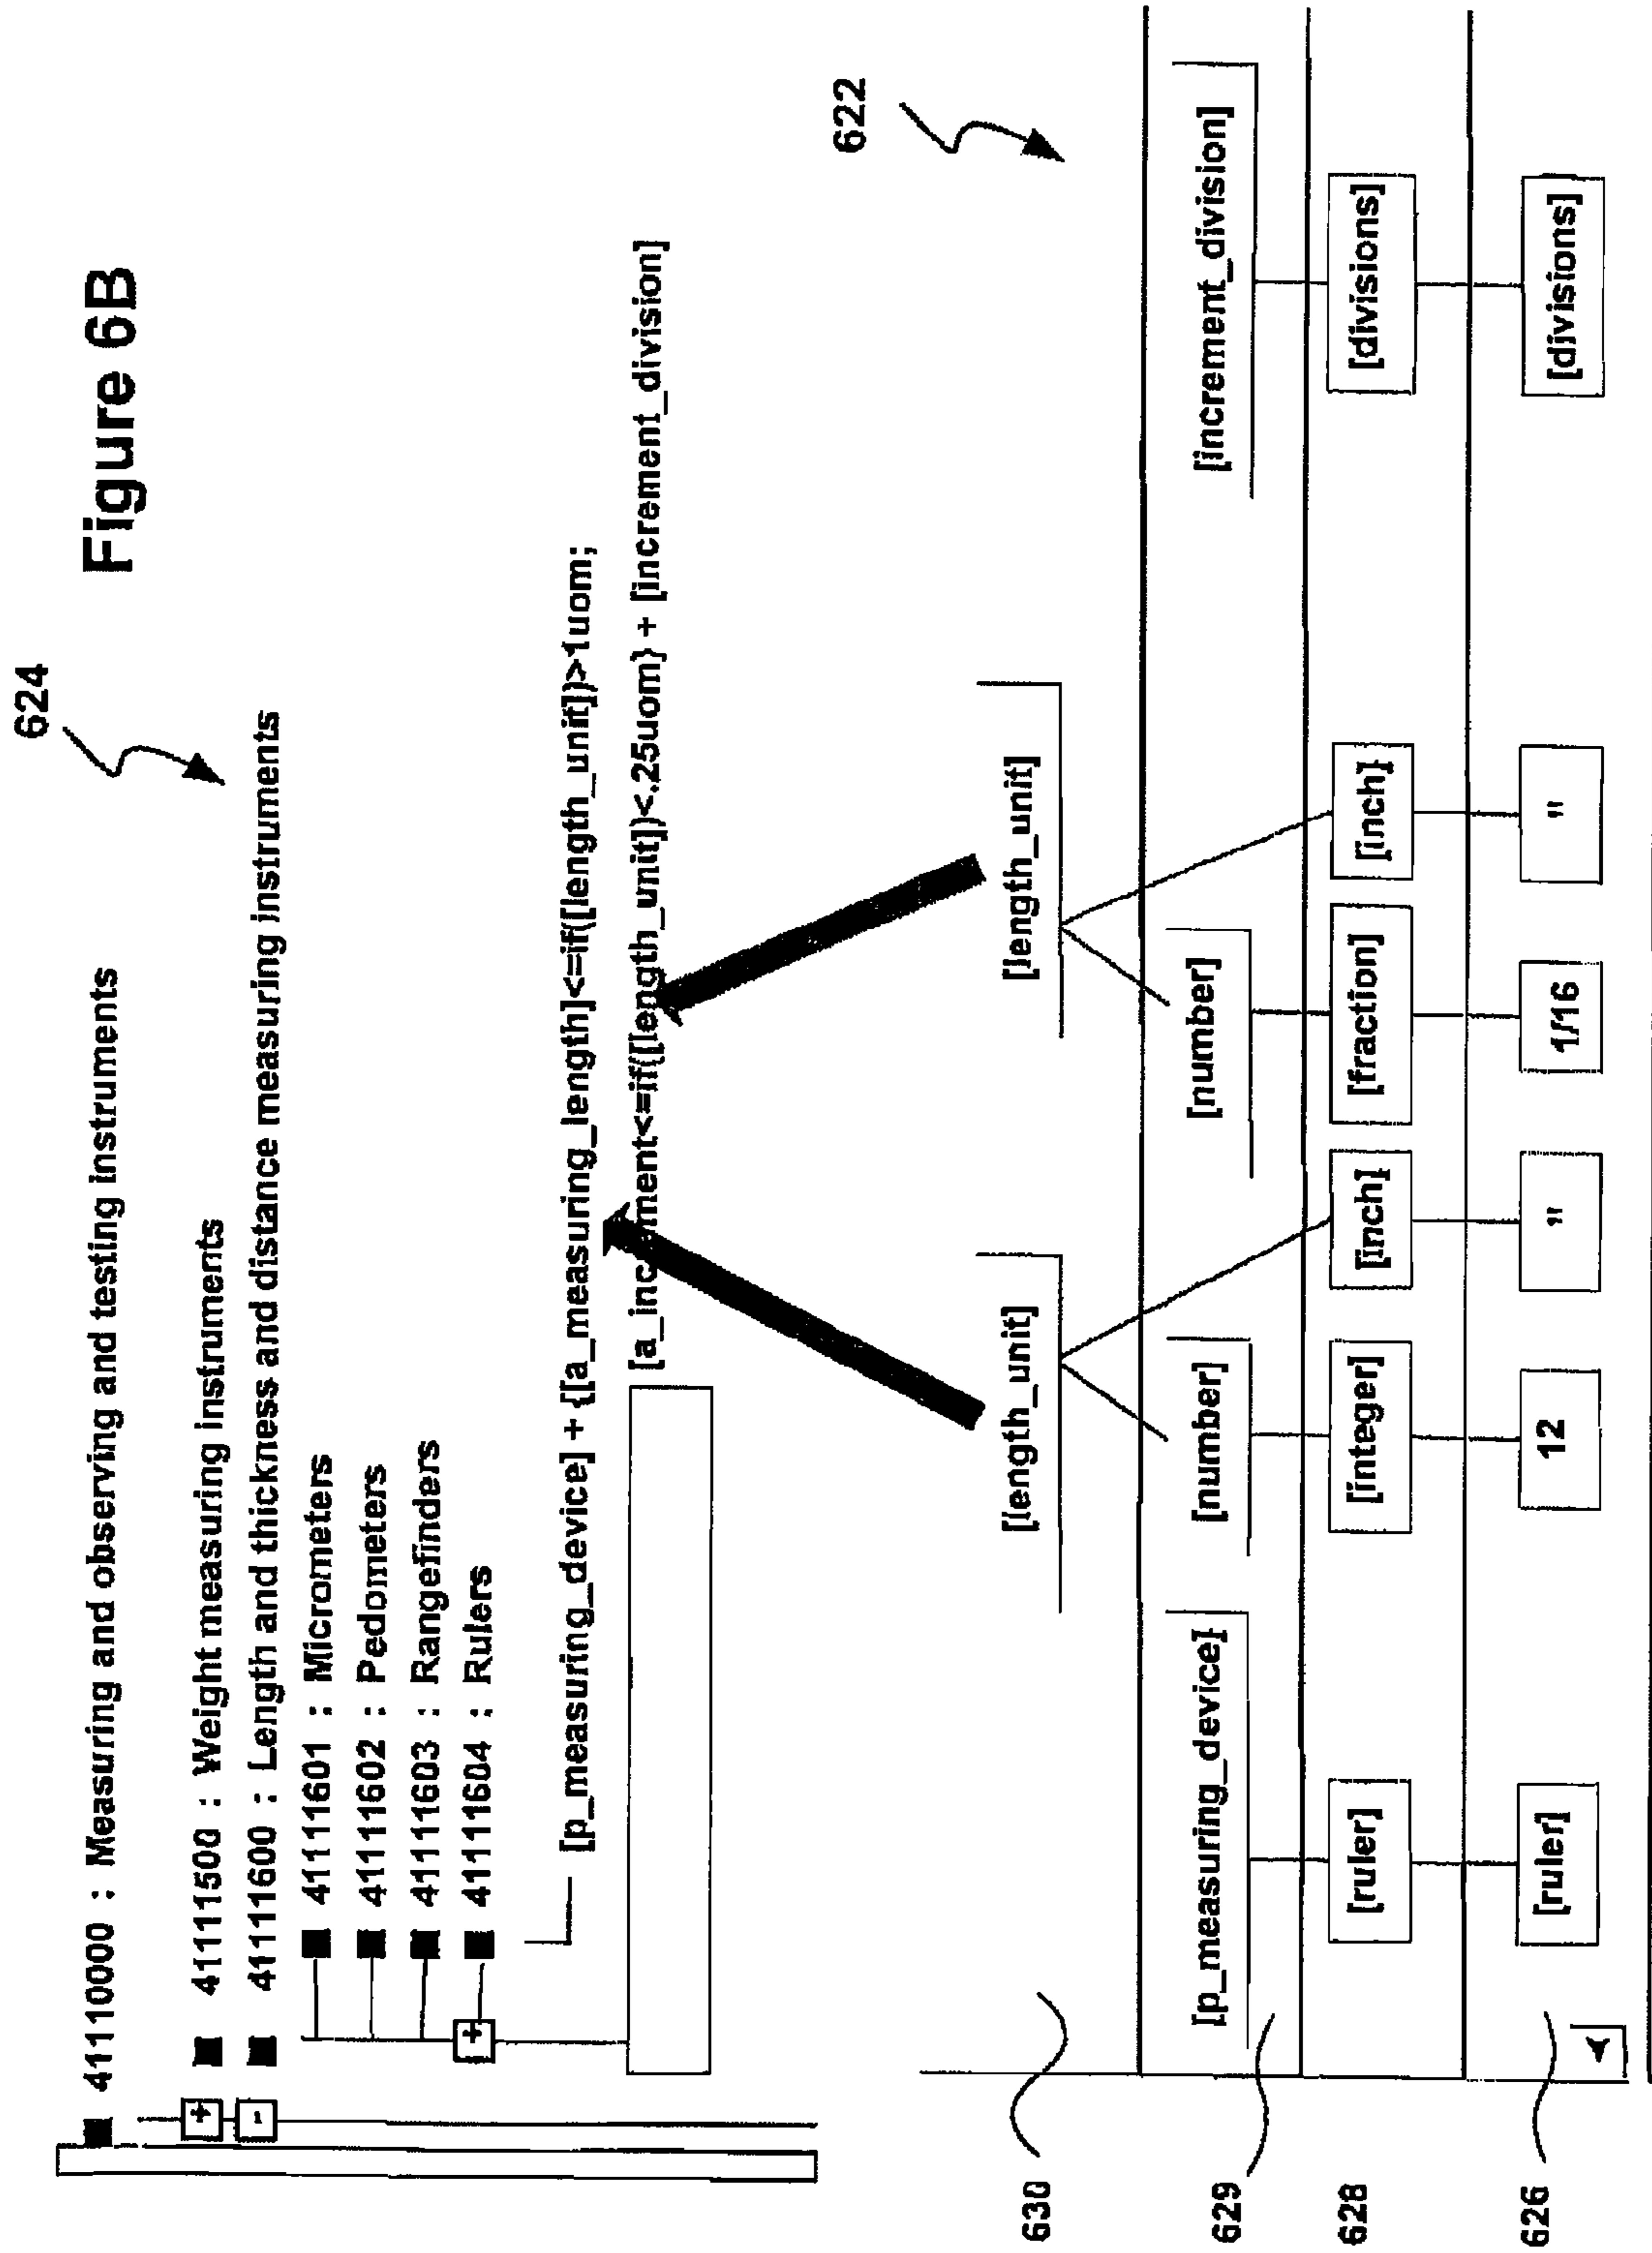 Figure 6B
624
41110000 : Measuring and observing and testing instruments
+ 41111500 : Weight measuring instruments
- 41111600 : Length and thickness and distance measuring instruments
41111601 : Micrometers
41111602 : Pedometers
41111603 : Rangefinders
+ 41111604 : Rulers
[p_measuring_device] + {[a_measuring_length]<=if([length_unit])>1uom;
[a_increment<=if([length_unit])<.25uom} + [increment_division]
622
630
[length_unit] [length_unit]
629
[p_measuring_device] [number] [number] [increment_division]
628
[ruler] [integer] [inch] [fraction] [inch] [divisions]
626
[ruler] 12 " 1/16 " [divisions]